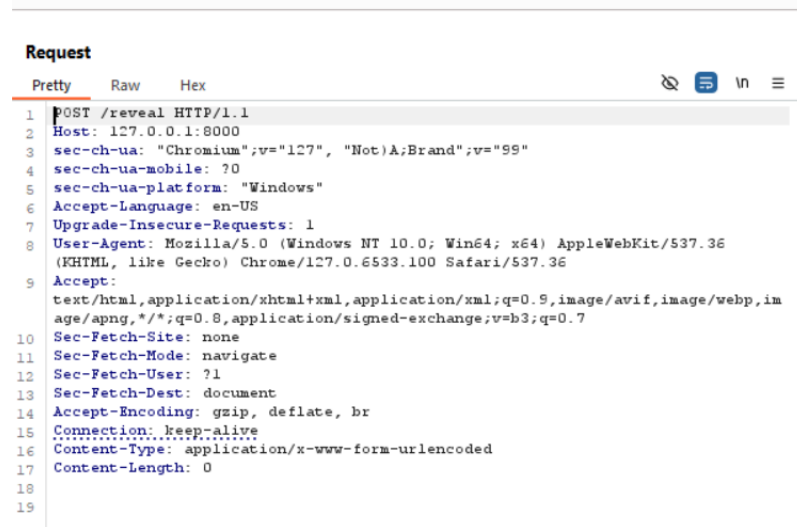 Request
Pretty Raw Hex \n
1 POST /reveal HTTP/1.1
2 Host: 127.0.0.1:8000
3 sec-ch-ua: "Chromium";v="127", "Not)A;Brand";v="99"
4 sec-ch-ua-mobile: ?0
5 sec-ch-ua-platform: "Windows"
6 Accept-Language: en-US
7 Upgrade-Insecure-Requests: 1
8 User-Agent: Mozilla/5.0 (Windows NT 10.0; Win64; x64) AppleWebKit/537.36
(KHTML, like Gecko) Chrome/127.0.6533.100 Safari/537.36
9 Accept:
text/html,application/xhtml+xml,application/xml;q=0.9,image/avif,image/webp,im
age/apng,*/*;q=0.8,application/signed-exchange;v=b3;q=0.7
10 Sec-Fetch-Site: none
11 Sec-Fetch-Mode: navigate
12 Sec-Fetch-User: ?1
13 Sec-Fetch-Dest: document
14 Accept-Encoding: gzip, deflate, br
15 Connection: keep-alive
16 Content-Type: application/x-www-form-urlencoded
17 Content-Length: 0
18
19